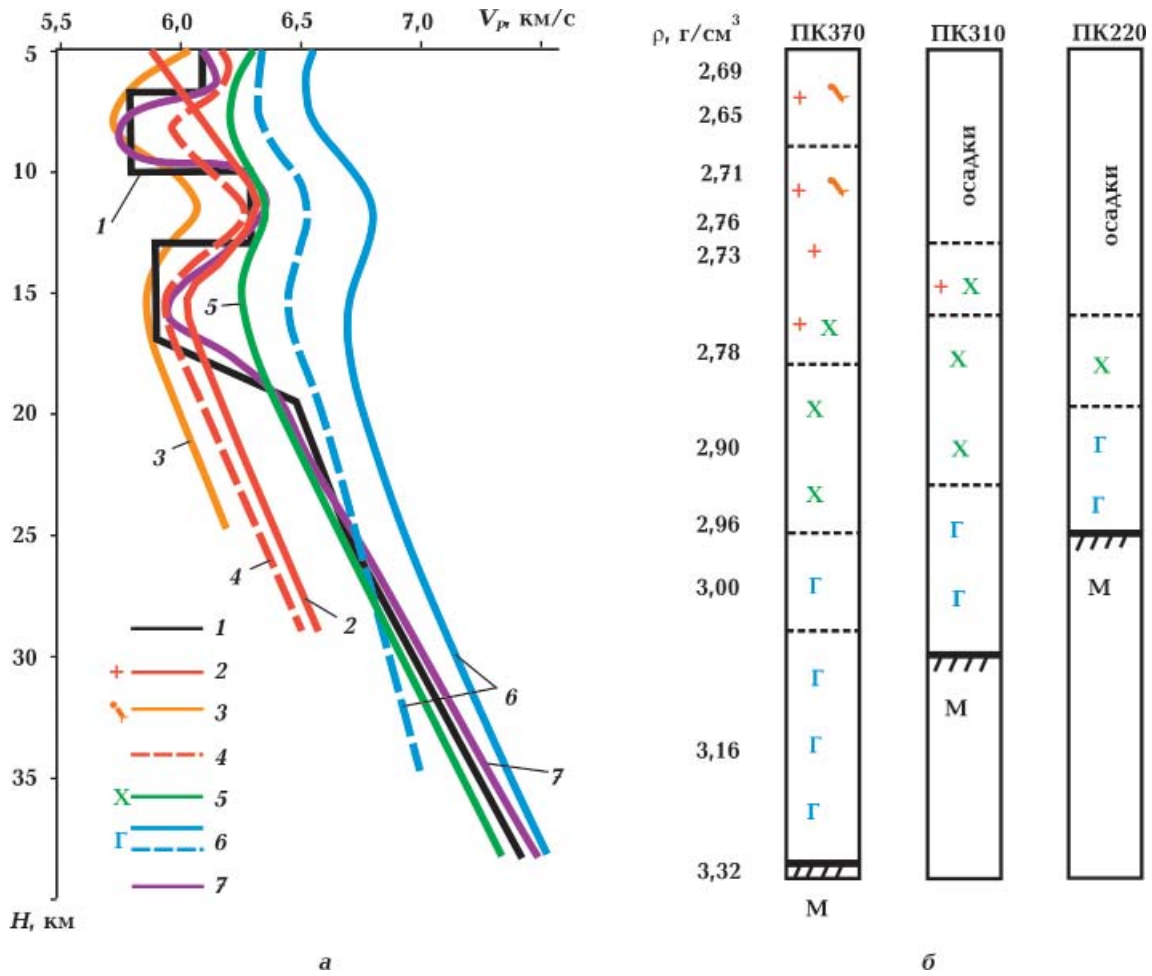 5,5 6,0 6,5 Vₚ, км/с 7,0
5
10
15
20
25
30
35
H, км
1
5
3
4
2
6
7
+ 1
2
3
4
X 5
Г 6
7
а
ρ, г/см³ ПК370 ПК310 ПК220
2,69
2,65
2,71
2,76
2,73
2,78
2,90
2,96
3,00
3,16
3,32
+
+
+
+ X
X
X
Г
Г
Г
Г
М
осадки
+ X
X
X
Г
Г
М
осадки
X
Г
Г
М
б